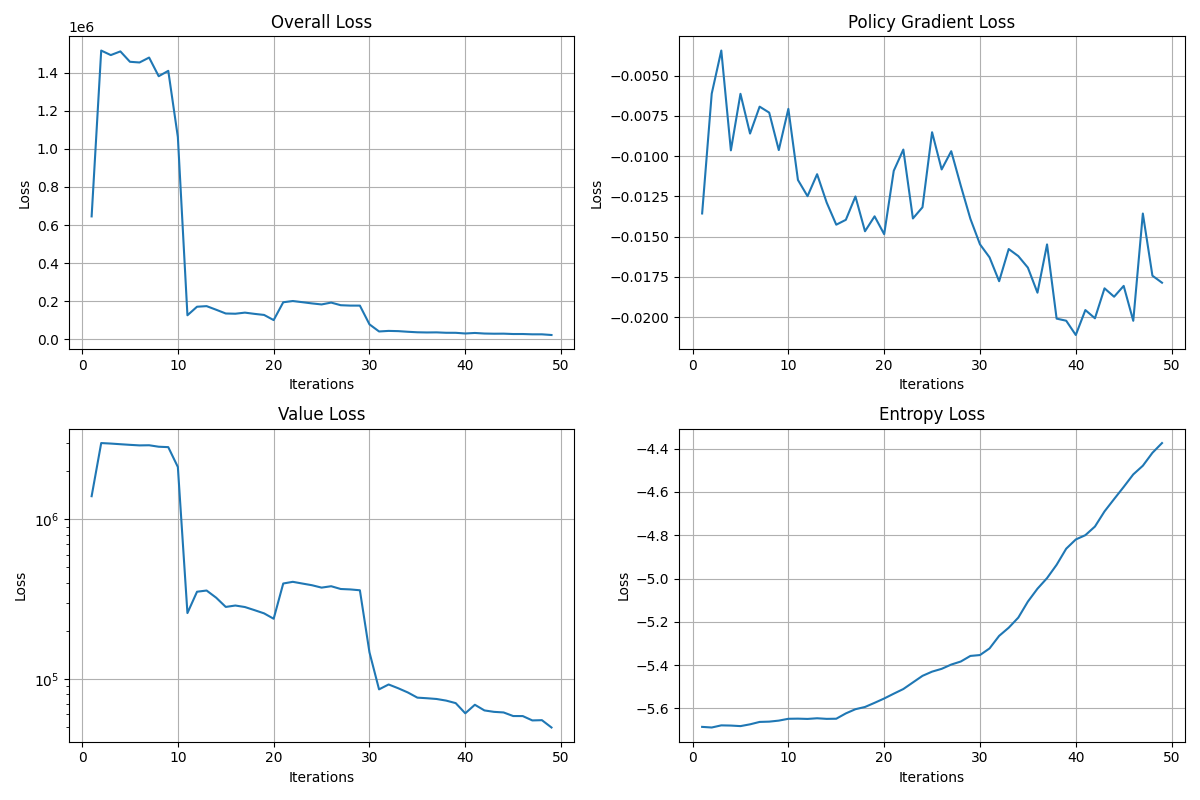 Overall Loss
1e6
1.4
1.2
1.0
0.8
0.6
0.4
0.2
0.0
Loss
0 10 20 30 40 50
Iterations
Policy Gradient Loss
−0.0050
−0.0075
−0.0100
−0.0125
−0.0150
−0.0175
−0.0200
Loss
0 10 20 30 40 50
Iterations
Value Loss
10⁶
10⁵
Loss
0 10 20 30 40 50
Iterations
Entropy Loss
−4.4
−4.6
−4.8
−5.0
−5.2
−5.4
−5.6
Loss
0 10 20 30 40 50
Iterations